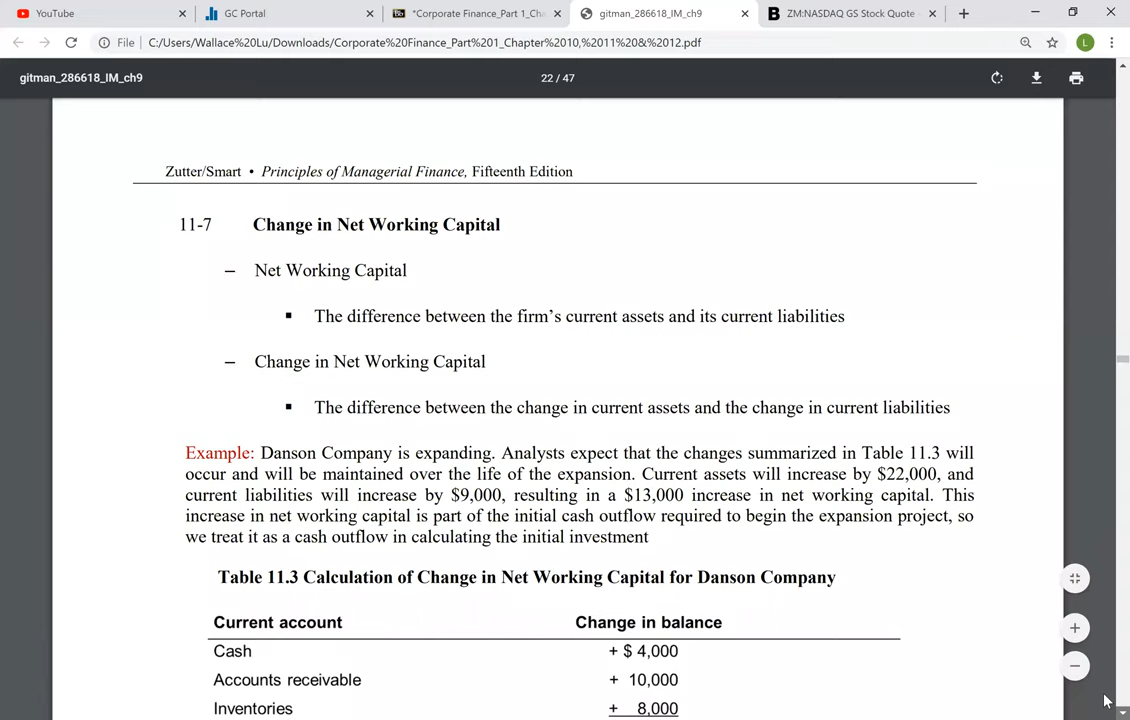 YouTube
GC Portal
*Corporate Finance_Part 1_Cha
gitman_286618_IM_ch9
ZM:NASDAQ GS Stock Quote -
File
C:/Users/Wallace%20Lu/Downloads/Corporate%20Finance_Part%201_Chapter%2010,%2011%20&%2012.pdf
L
gitman_286618_IM_ch9
22 / 47
Zutter/Smart • Principles of Managerial Finance, Fifteenth Edition
11-7 Change in Net Working Capital
– Net Working Capital
▪ The difference between the firm's current assets and its current liabilities
– Change in Net Working Capital
▪ The difference between the change in current assets and the change in current liabilities
Example: Danson Company is expanding. Analysts expect that the changes summarized in Table 11.3 will
occur and will be maintained over the life of the expansion. Current assets will increase by $22,000, and
current liabilities will increase by $9,000, resulting in a $13,000 increase in net working capital. This
increase in net working capital is part of the initial cash outflow required to begin the expansion project, so
we treat it as a cash outflow in calculating the initial investment
Table 11.3 Calculation of Change in Net Working Capital for Danson Company
Current account Change in balance
Cash + $ 4,000
Accounts receivable + 10,000
Inventories + 8,000